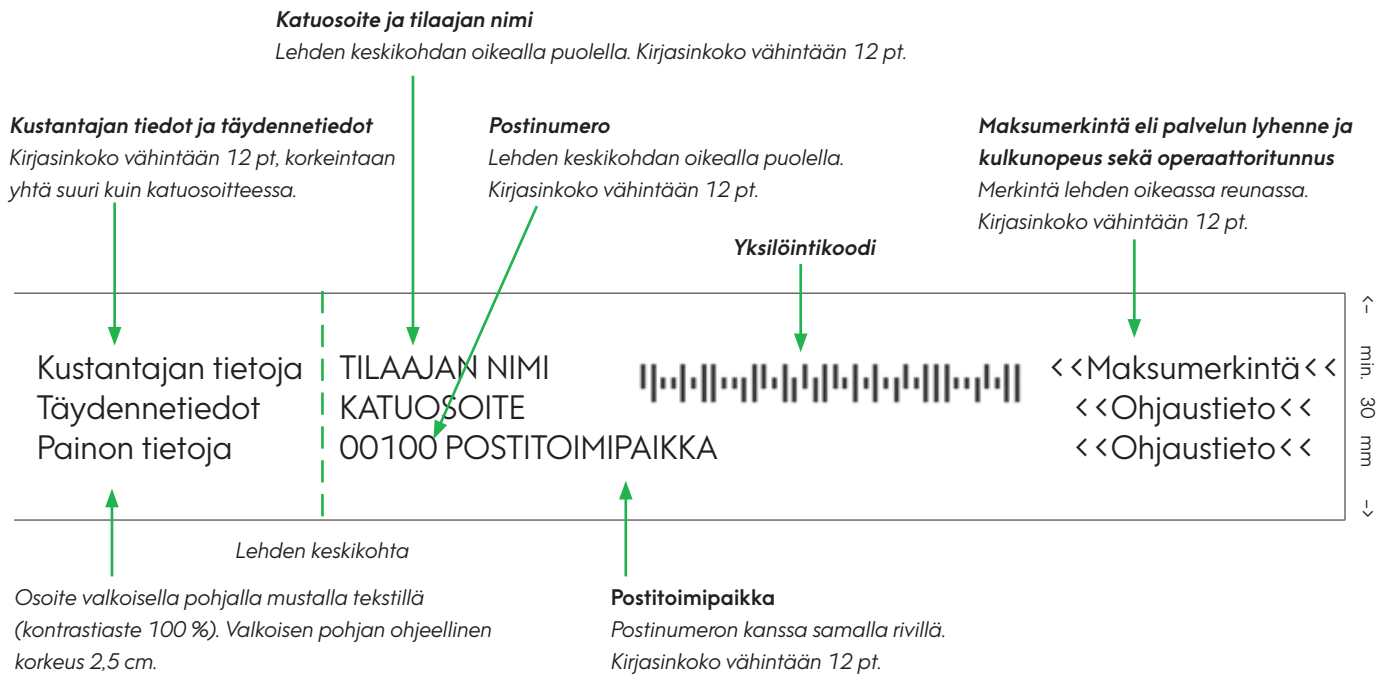 Katuosoite ja tilaajan nimi
Lehden keskikohdan oikealla puolella. Kirjasinkoko vähintään 12 pt.
Kustantajan tiedot ja täydennetiedot
Kirjasinkoko vähintään 12 pt, korkeintaan
yhtä suuri kuin katuosoitteessa.
Postinumero
Lehden keskikohdan oikealla puolella.
Kirjasinkoko vähintään 12 pt.
Maksumerkintä eli palvelun lyhenne ja
kulkunopeus sekä operaattoritunnus
Merkintä lehden oikeassa reunassa.
Kirjasinkoko vähintään 12 pt.
Yksilöintikoodi
Kustantajan tietoja
Täydennetiedot
Painon tietoja
TILAAJAN NIMI
KATUOSOITE
00100 POSTITOIMIPAIKKA
<<Maksumerkintä<<
<<Ohjaustieto<<
<<Ohjaustieto<<
<- min. 30 mm ->
Lehden keskikohta
Osoite valkoisella pohjalla mustalla tekstillä
(kontrastiaste 100 %). Valkoisen pohjan ohjeellinen
korkeus 2,5 cm.
Postitoimipaikka
Postinumeron kanssa samalla rivillä.
Kirjasinkoko vähintään 12 pt.